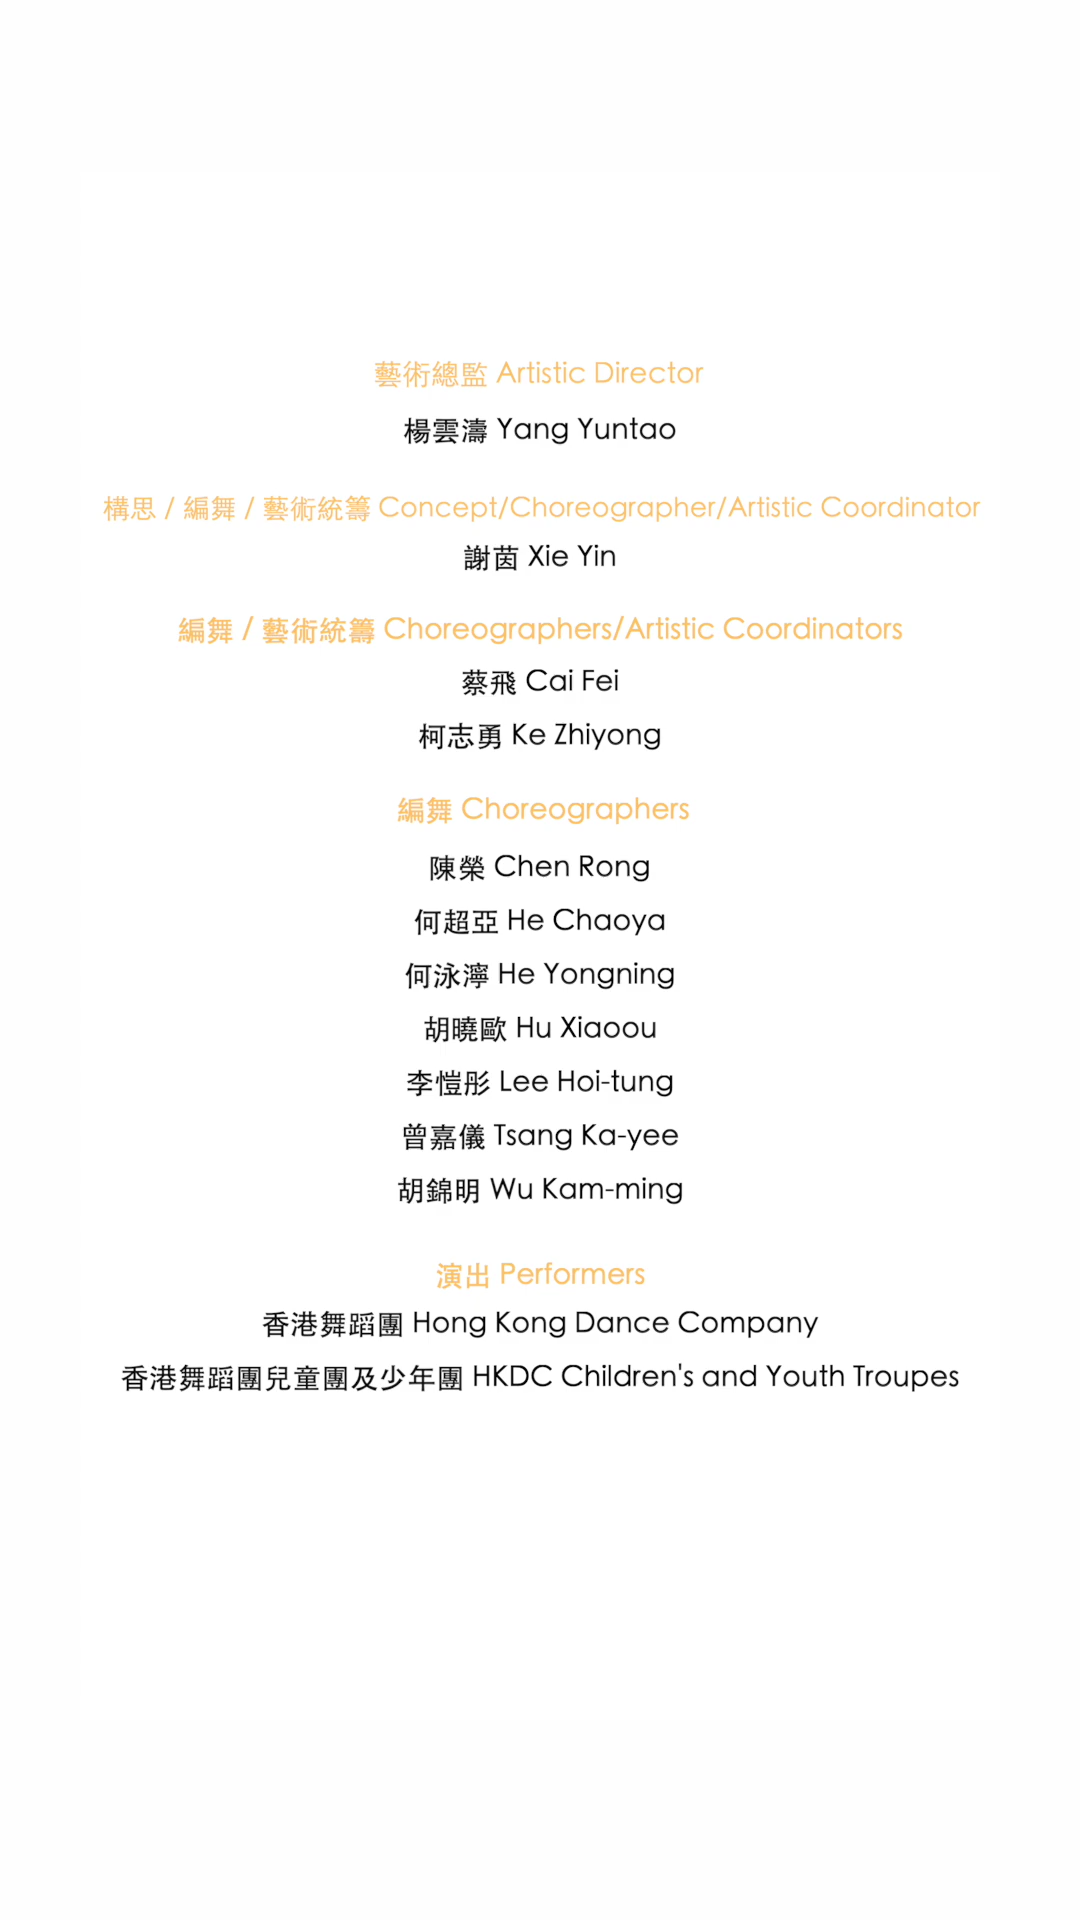 藝術總監 Artistic Director
楊雲濤 Yang Yuntao
構思 / 編舞 / 藝術統籌 Concept/Choreographer/Artistic Coordinator
謝茵 Xie Yin
編舞 / 藝術統籌 Choreographers/Artistic Coordinators
蔡飛 Cai Fei
柯志勇 Ke Zhiyong
編舞 Choreographers
陳榮 Chen Rong
何超亞 He Chaoya
何泳濘 He Yongning
胡曉歐 Hu Xiaoou
李愷彤 Lee Hoi-tung
曾嘉儀 Tsang Ka-yee
胡錦明 Wu Kam-ming
演出 Performers
香港舞蹈團 Hong Kong Dance Company
香港舞蹈團兒童團及少年團 HKDC Children's and Youth Troupes